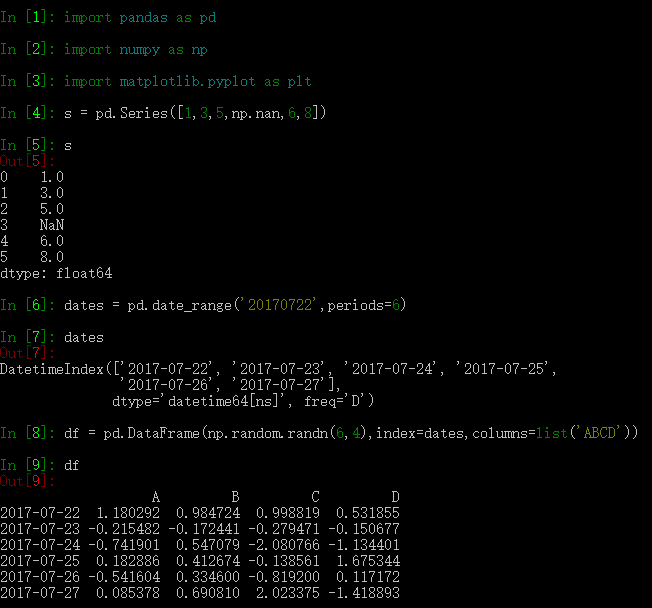 In [1]: import pandas as pd
In [2]: import numpy as np
In [3]: import matplotlib.pyplot as plt
In [4]: s = pd.Series([1,3,5,np.nan,6,8])
In [5]: s
Out[5]:
0    1.0
1    3.0
2    5.0
3    NaN
4    6.0
5    8.0
dtype: float64
In [6]: dates = pd.date_range('20170722',periods=6)
In [7]: dates
Out[7]:
DatetimeIndex(['2017-07-22', '2017-07-23', '2017-07-24', '2017-07-25',
               '2017-07-26', '2017-07-27'],
              dtype='datetime64[ns]', freq='D')
In [8]: df = pd.DataFrame(np.random.randn(6,4),index=dates,columns=list('ABCD'))
In [9]: df
Out[9]:
                   A         B         C         D
2017-07-22  1.180292  0.984724  0.998819  0.531855
2017-07-23 -0.215482 -0.172441 -0.279471 -0.150677
2017-07-24 -0.741901  0.547079 -2.080766 -1.134401
2017-07-25  0.182886  0.412674 -0.138561  1.675344
2017-07-26 -0.541604  0.334600 -0.819200  0.117172
2017-07-27  0.085378  0.690810  2.023375 -1.418893